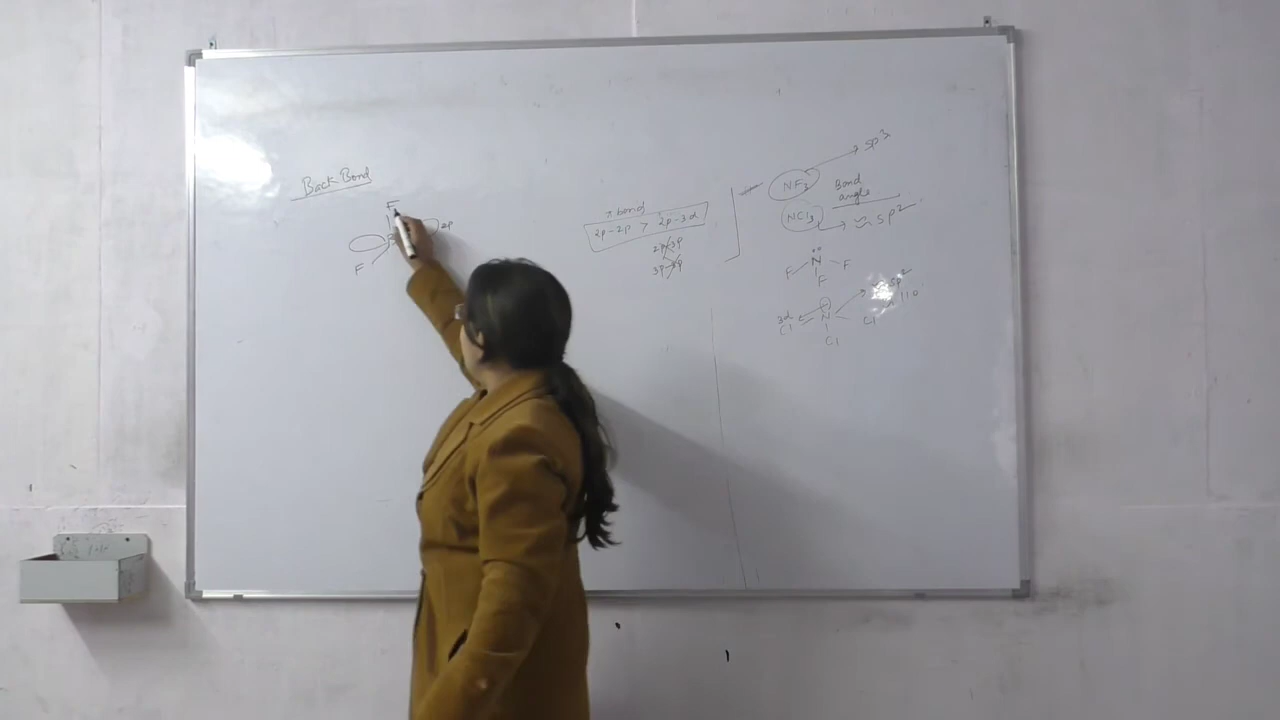 Back Bond
F
2p
F
π bond
2p-2p > 2p-3d
2p-3p
3p-3p
NF3
sp3
Bond
angle
NCl3
≈ sp2
N
F
F
F
3d
Cl
N
Cl
Cl
sp2
≈ 110°